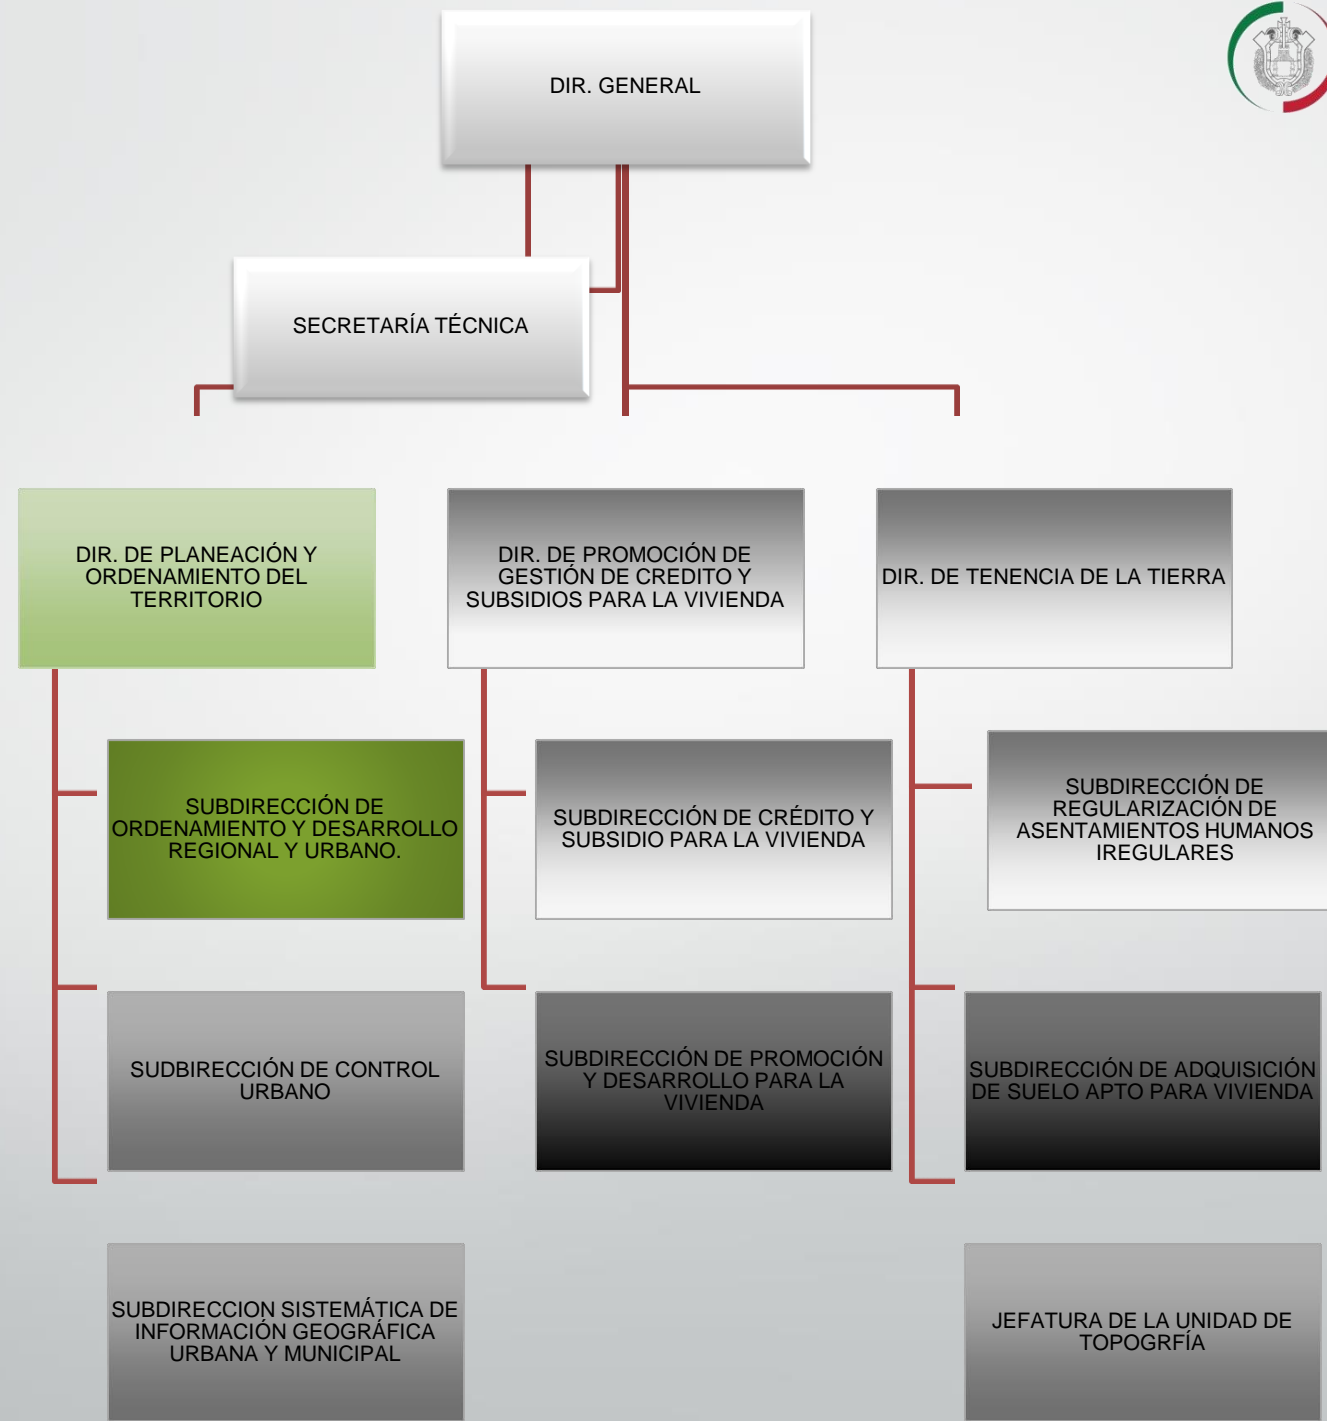 DIR. GENERAL
SECRETARÍA TÉCNICA
DIR. DE PLANEACIÓN Y
ORDENAMIENTO DEL
TERRITORIO
DIR. DE PROMOCIÓN DE
GESTIÓN DE CREDITO Y
SUBSIDIOS PARA LA VIVIENDA
DIR. DE TENENCIA DE LA TIERRA
SUBDIRECCIÓN DE
ORDENAMIENTO Y DESARROLLO
REGIONAL Y URBANO.
SUBDIRECCIÓN DE CRÉDITO Y
SUBSIDIO PARA LA VIVIENDA
SUBDIRECCIÓN DE
REGULARIZACIÓN DE
ASENTAMIENTOS HUMANOS
IREGULARES
SUDBIRECCIÓN DE CONTROL
URBANO
SUBDIRECCIÓN DE PROMOCIÓN
Y DESARROLLO PARA LA
VIVIENDA
SUBDIRECCIÓN DE ADQUISICIÓN
DE SUELO APTO PARA VIVIENDA
SUBDIRECCION SISTEMÁTICA DE
INFORMACIÓN GEOGRÁFICA
URBANA Y MUNICIPAL
JEFATURA DE LA UNIDAD DE
TOPOGRFÍA